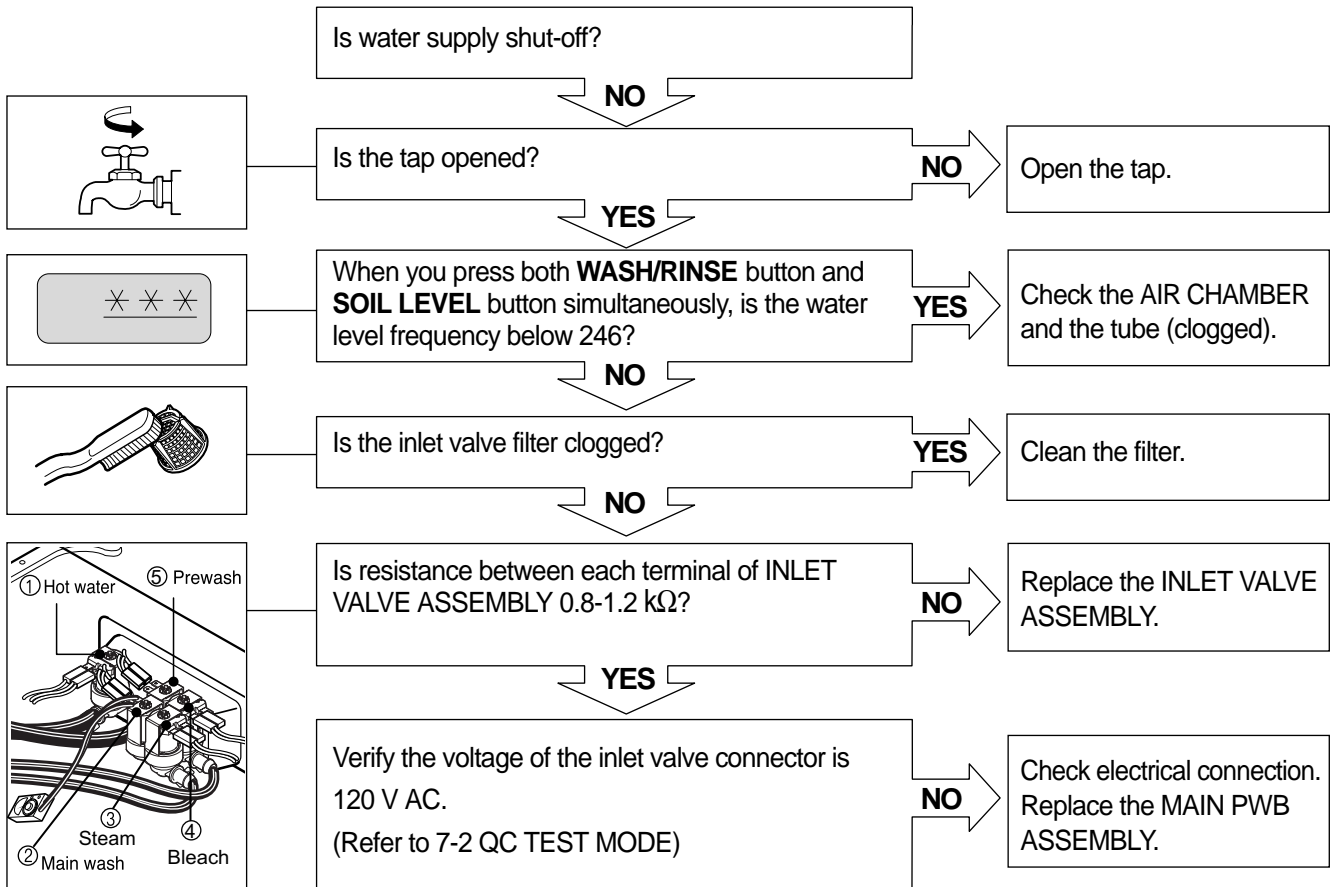 Is water supply shut-off?
NO
Is the tap opened?
NO
Open the tap.
YES
When you press both WASH/RINSE button and
SOIL LEVEL button simultaneously, is the water
level frequency below 246?
YES
Check the AIR CHAMBER
and the tube (clogged).
NO
Is the inlet valve filter clogged?
YES
Clean the filter.
NO
① Hot water
⑤ Prewash
③
Steam
④
Bleach
② Main wash
Is resistance between each terminal of INLET
VALVE ASSEMBLY 0.8-1.2 kΩ?
NO
Replace the INLET VALVE
ASSEMBLY.
YES
Verify the voltage of the inlet valve connector is
120 V AC.
(Refer to 7-2 QC TEST MODE)
NO
Check electrical connection.
Replace the MAIN PWB
ASSEMBLY.